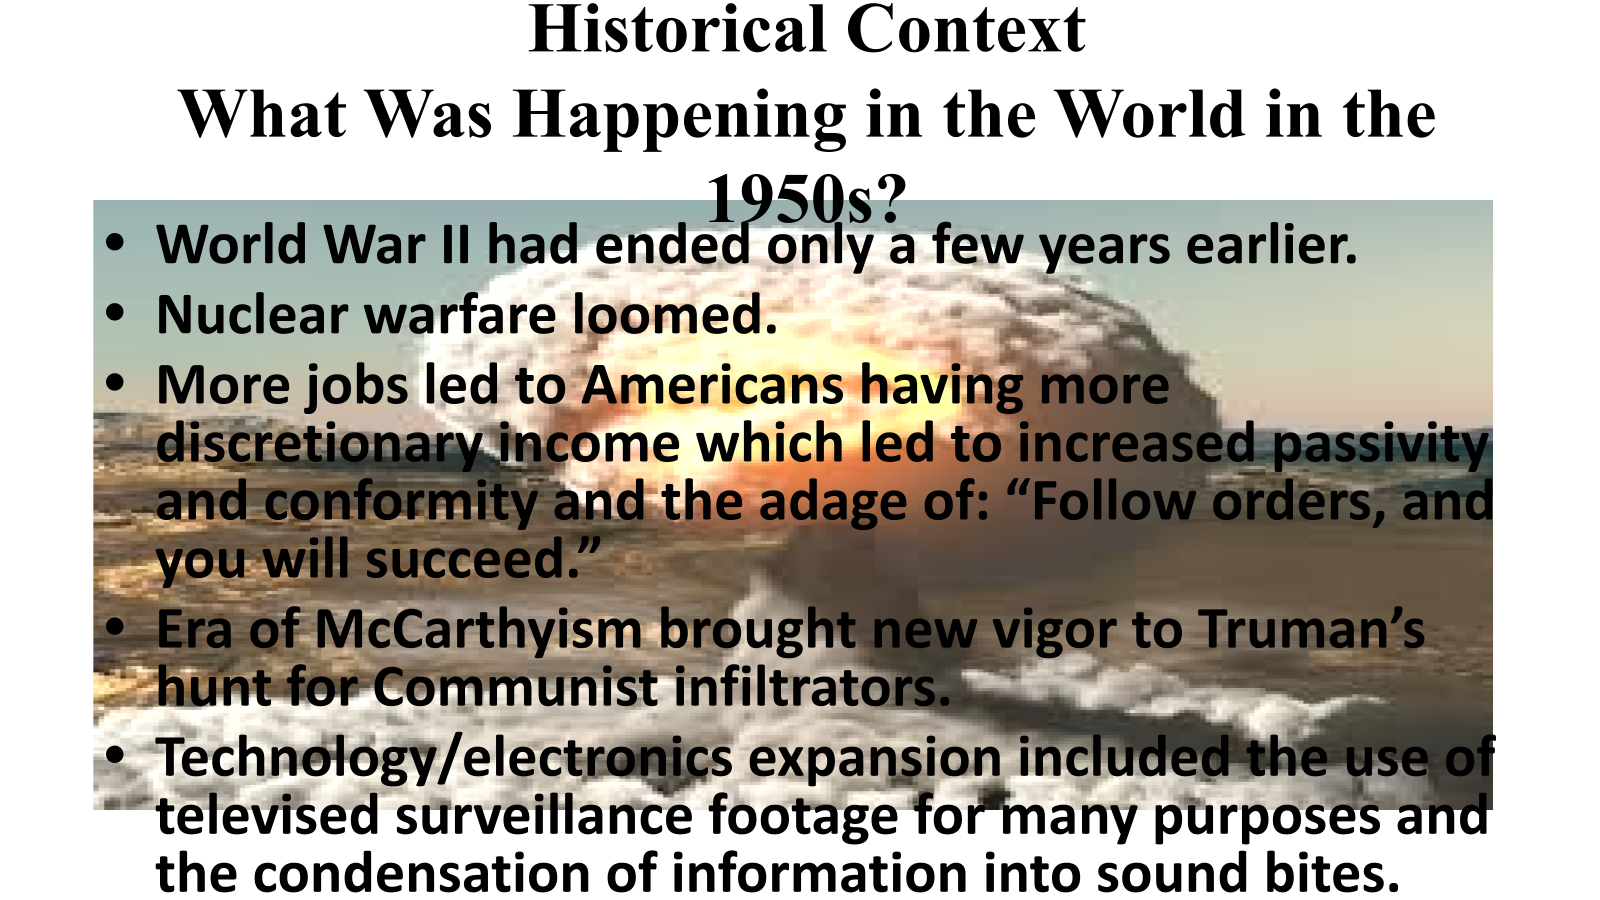 Historical Context
What Was Happening in the World in the
1950s?
• World War II had ended only a few years earlier.
• Nuclear warfare loomed.
• More jobs led to Americans having more
discretionary income which led to increased passivity
and conformity and the adage of: “Follow orders, and
you will succeed.”
• Era of McCarthyism brought new vigor to Truman’s
hunt for Communist infiltrators.
• Technology/electronics expansion included the use of
televised surveillance footage for many purposes and
the condensation of information into sound bites.